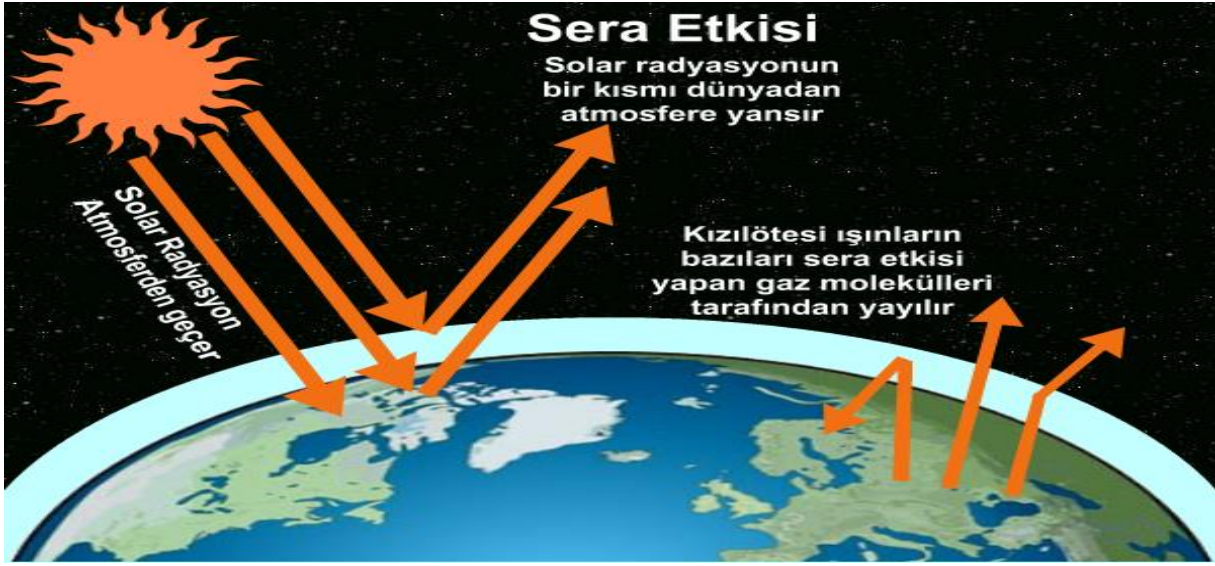 Sera Etkisi
Solar radyasyonun
bir kısmı dünyadan
atmosfere yansır
Solar Radyasyon
Atmosferden geçer
Kızılötesi ışınların
bazıları sera etkisi
yapan gaz molekülleri
tarafından yayılır